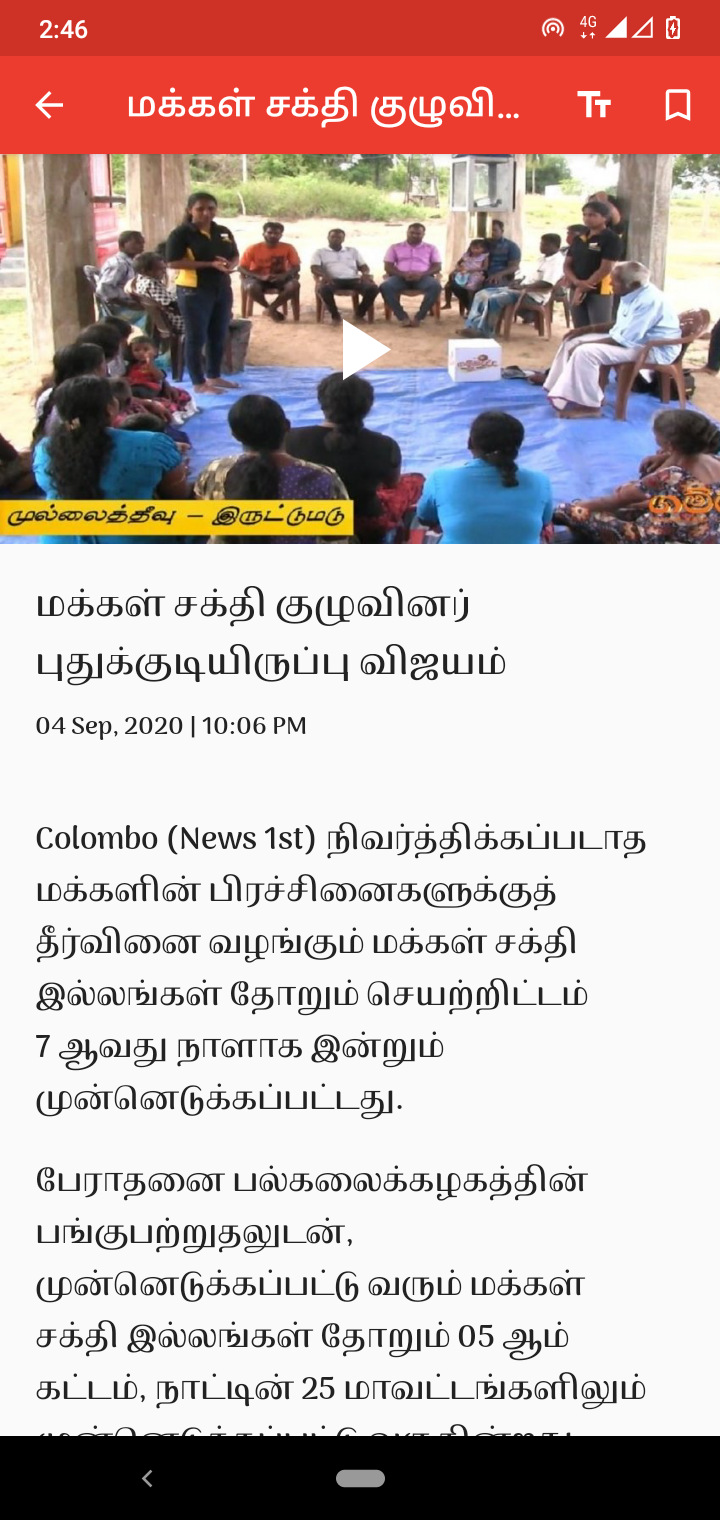 2:46
4G
மக்கள் சக்தி குழுவி...
முல்லைத்தீவு – இருட்டுமடு
மக்கள் சக்தி குழுவினர்
புதுக்குடியிருப்பு விஜயம்
04 Sep, 2020 | 10:06 PM
Colombo (News 1st) நிவர்த்திக்கப்படாத
மக்களின் பிரச்சினைகளுக்குத்
தீர்வினை வழங்கும் மக்கள் சக்தி
இல்லங்கள் தோறும் செயற்றிட்டம்
7 ஆவது நாளாக இன்றும்
முன்னெடுக்கப்பட்டது.
பேராதனை பல்கலைக்கழகத்தின்
பங்குபற்றுதலுடன்,
முன்னெடுக்கப்பட்டு வரும் மக்கள்
சக்தி இல்லங்கள் தோறும் 05 ஆம்
கட்டம், நாட்டின் 25 மாவட்டங்களிலும்